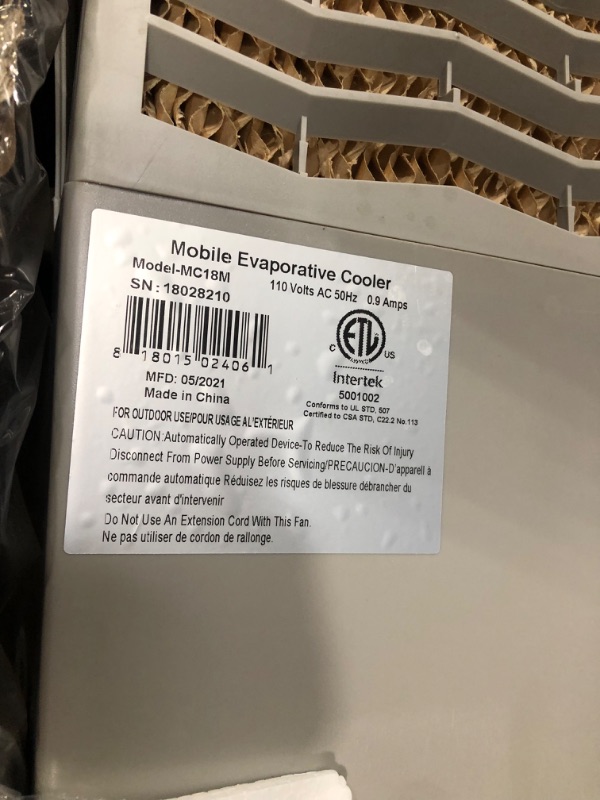 Mobile Evaporative Cooler
Model-MC18M
110 Volts AC 50Hz 0.9 Amps
SN: 18028210
8 18015 02406 1
MFD: 05/2021
Made in China
C ETL US
Intertek
5001002
Conforms to UL STD, 507
Certified to CSA STD, C22.2 No.113
FOR OUTDOOR USE/POUR USAGE A L'EXTÉRIEUR
CAUTION:Automatically Operated Device-To Reduce The Risk Of Injury
Disconnect From Power Supply Before Servicing/PRECAUCION-D'appareil à
commande automatique Réduisez les risques de blessure débrancher du
secteur avant d'intervenir
Do Not Use An Extension Cord With This Fan.
Ne pas utiliser de cordon de rallonge.